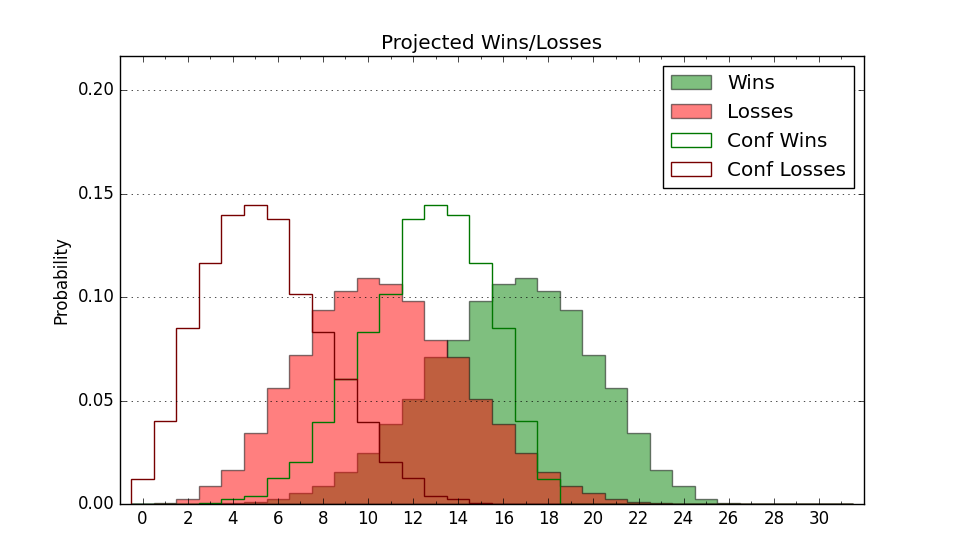 Projected Wins/Losses
Wins
Losses
Conf Wins
Conf Losses
Probability
0.20
0.15
0.10
0.05
0.00
0 2 4 6 8 10 12 14 16 18 20 22 24 26 28 30